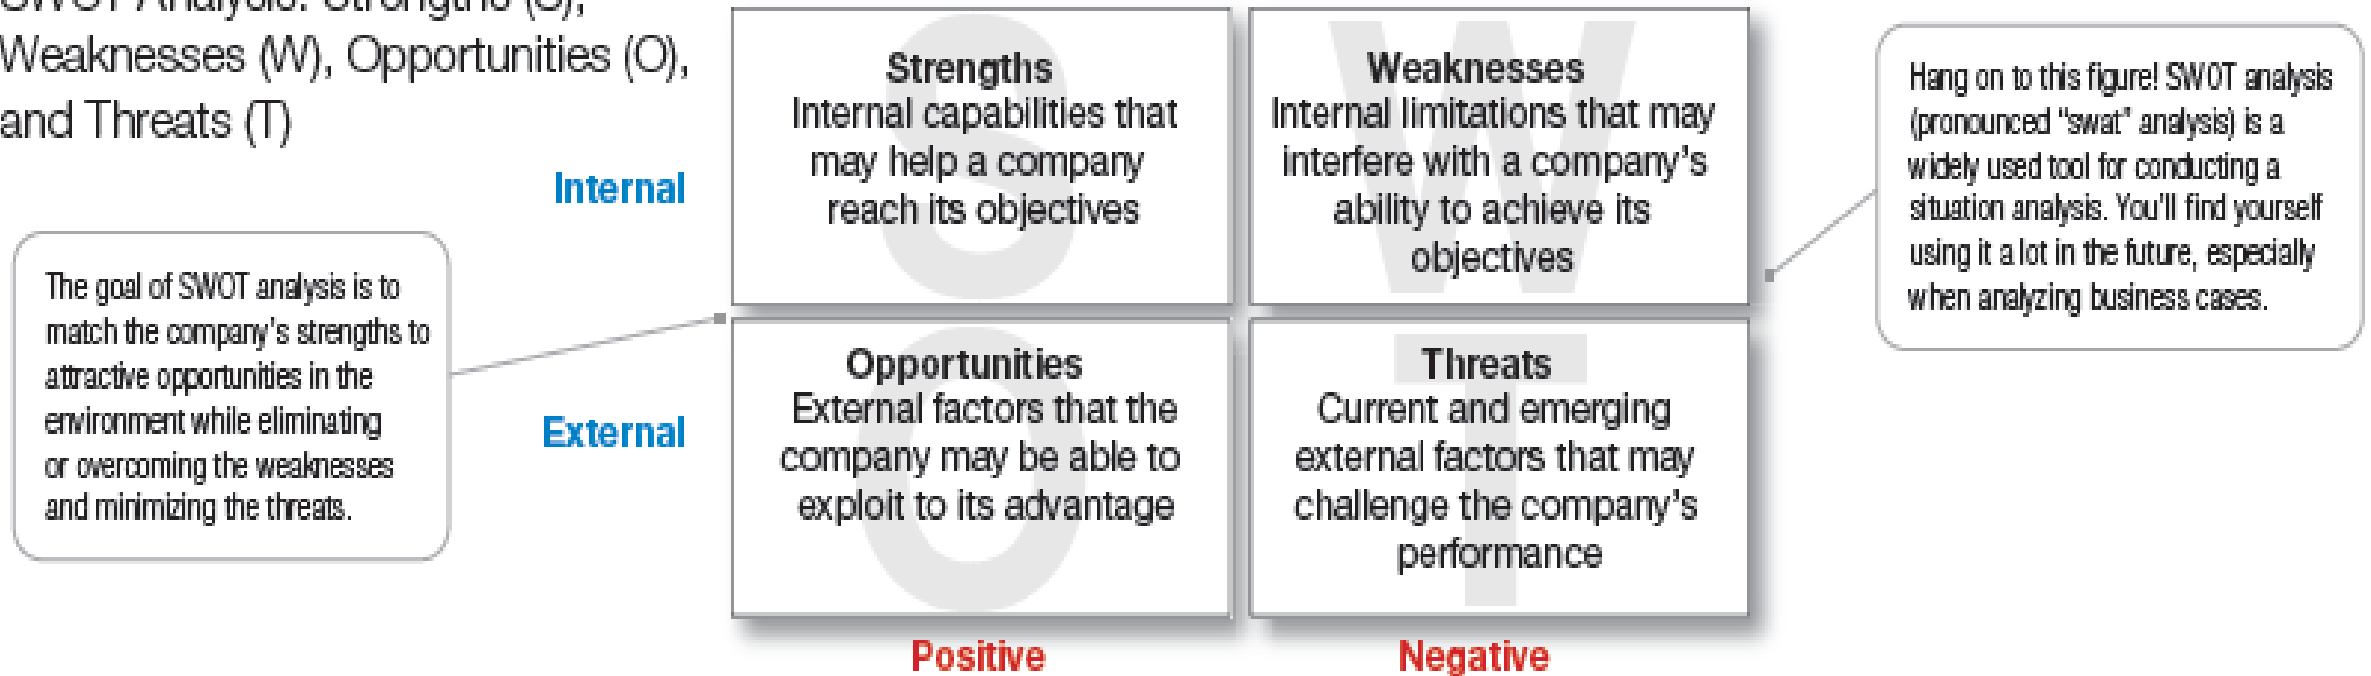 SWOT Analysis: Strengths (S),
Weaknesses (W), Opportunities (O),
and Threats (T)
Internal
The goal of SWOT analysis is to
match the company's strengths to
attractive opportunities in the
environment while eliminating
or overcoming the weaknesses
and minimizing the threats.
External
Strengths
Internal capabilities that
may help a company
reach its objectives
Weaknesses
Internal limitations that may
interfere with a company's
ability to achieve its
objectives
Opportunities
External factors that the
company may be able to
exploit to its advantage
Threats
Current and emerging
external factors that may
challenge the company's
performance
Positive
Negative
Hang on to this figure! SWOT analysis
(pronounced "swat" analysis) is a
widely used tool for conducting a
situation analysis. You'll find yourself
using it a lot in the future, especially
when analyzing business cases.
S
W
O
T